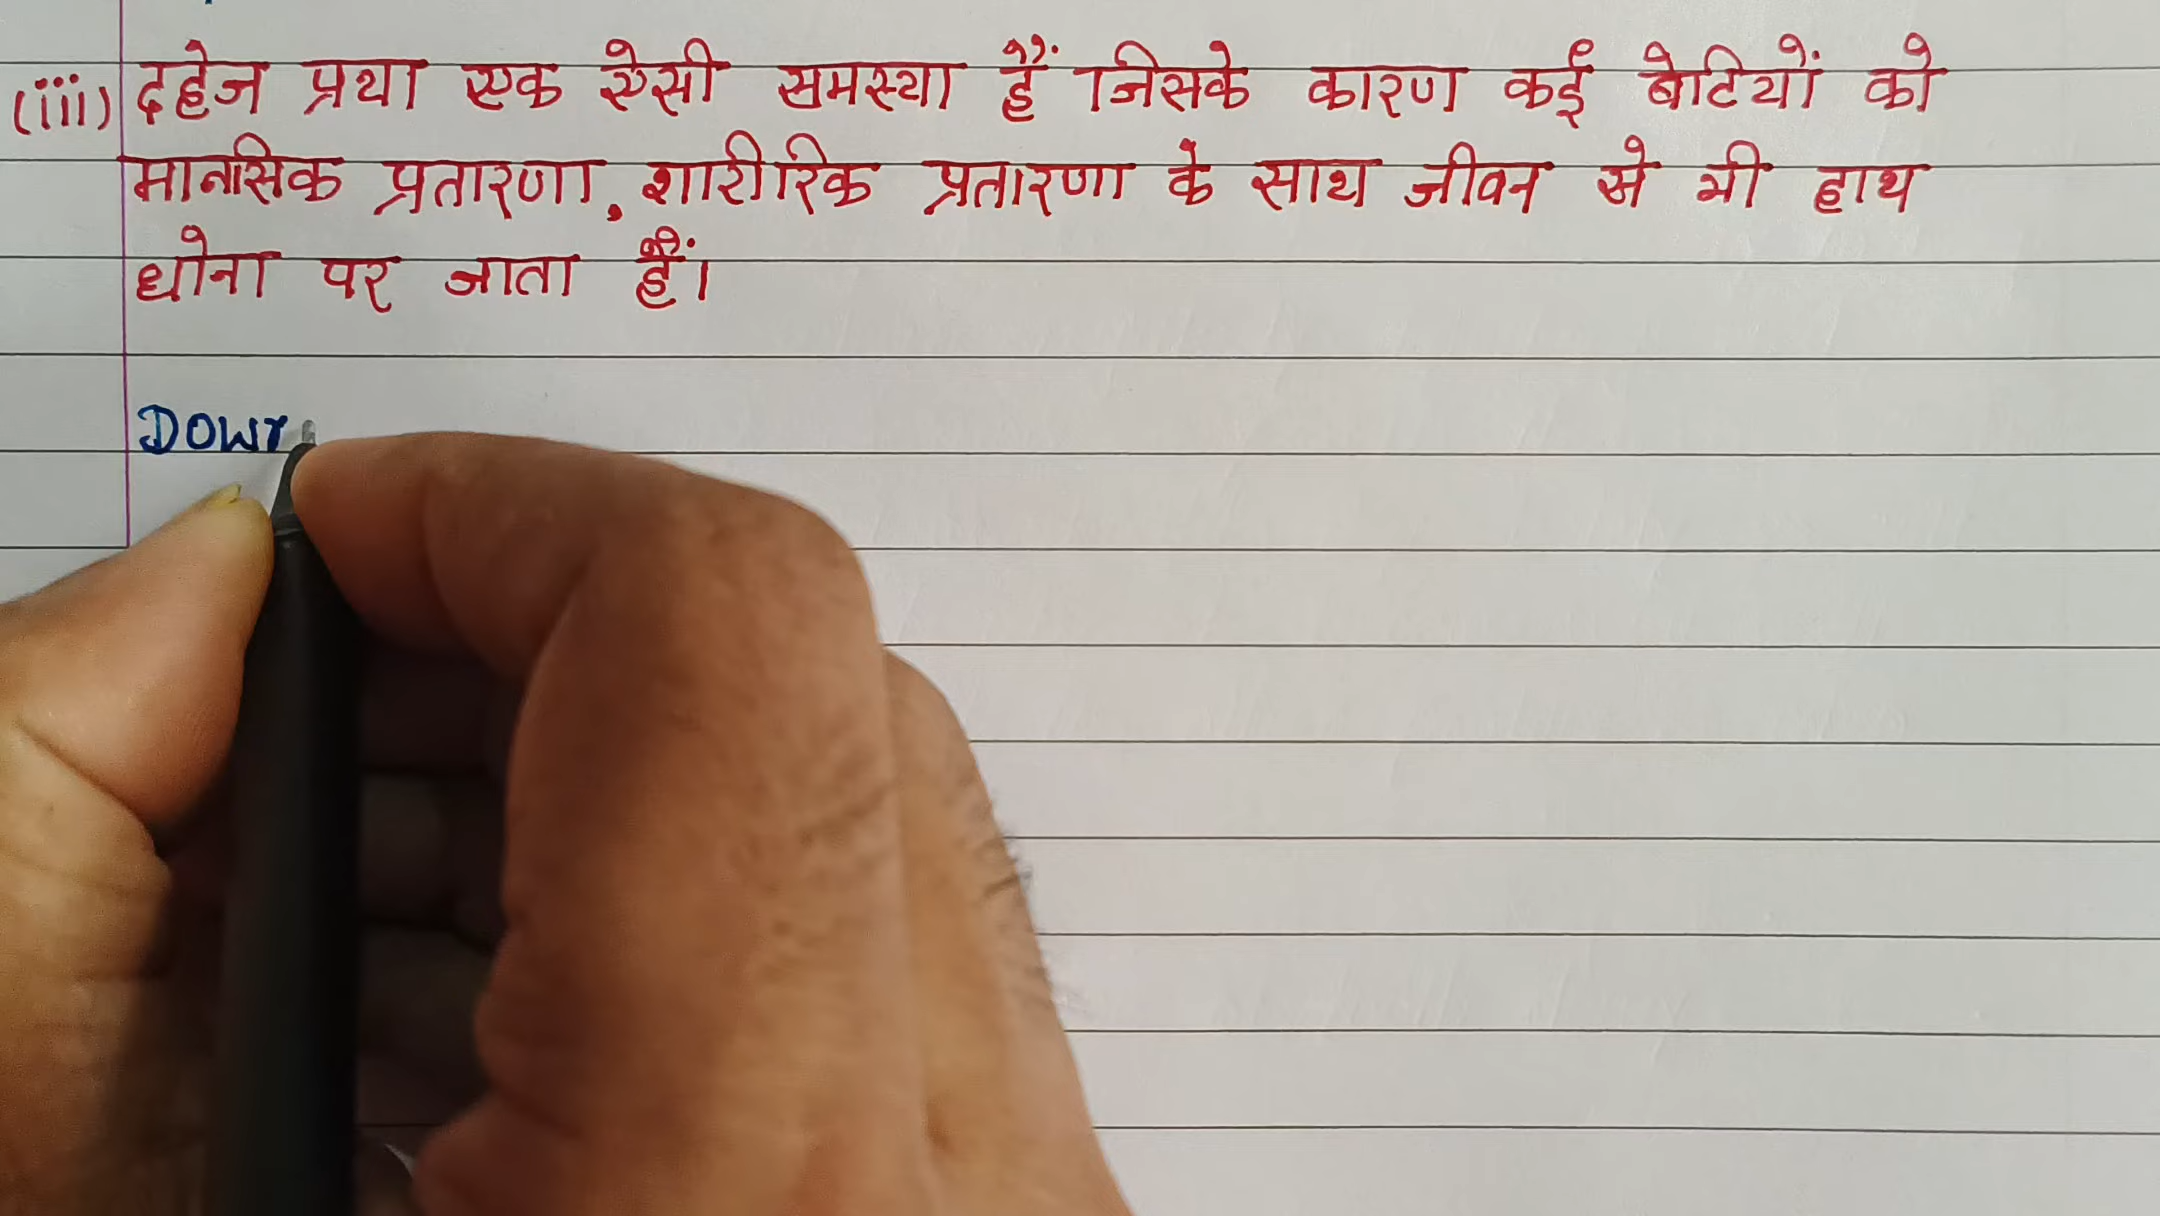 (iii) दहेज प्रथा एक ऐसी समस्या हैं जिसके कारण कई बेटियों को
मानसिक प्रतारणा, शारीरिक प्रतारणा के साथ जीवन से भी हाथ
धोना पर जाता हैं।
Dowr